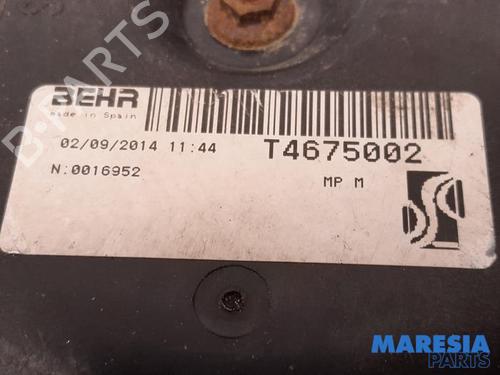 BEHR
made in Spain
02/09/2014 11:44
T4675002
N:0016952
MP M
B-PARTS
MARESIA
PARTS